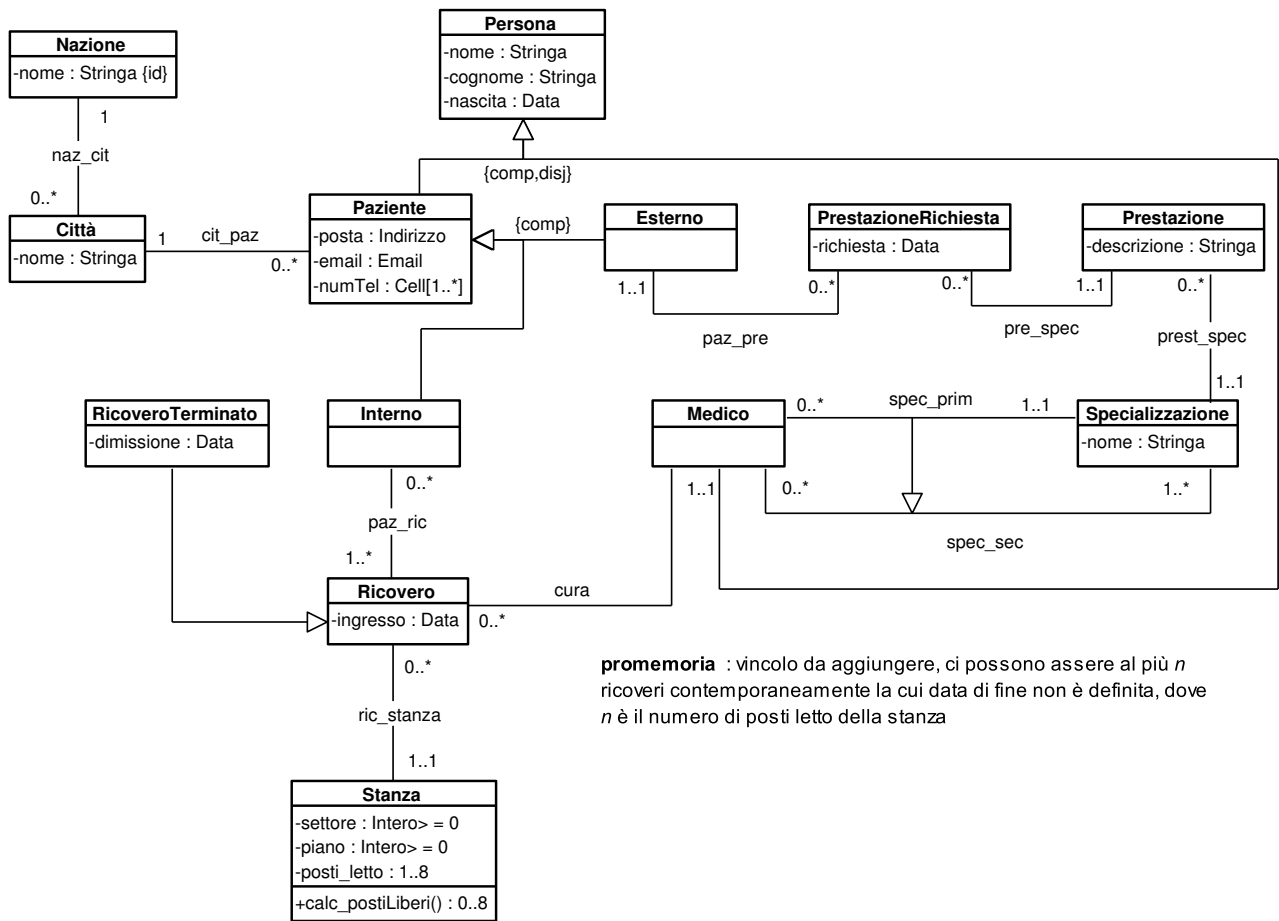 Persona
-nome : Stringa
-cognome : Stringa
-nascita : Data
Nazione
-nome : Stringa {id}
1
naz_cit
0..*
Città
-nome : Stringa
1
cit_paz
0..*
{comp,disj}
Paziente
-posta : Indirizzo
-email : Email
-numTel : Cell[1..*]
{comp}
Esterno
1..1
paz_pre
0..*
PrestazioneRichiesta
-richiesta : Data
0..*
pre_spec
1..1
Prestazione
-descrizione : Stringa
0..*
prest_spec
1..1
RicoveroTerminato
-dimissione : Data
Interno
0..*
paz_ric
1..*
Medico
0..*
spec_prim
1..1
Specializzazione
-nome : Stringa
1..1
0..*
1..*
spec_sec
Ricovero
-ingresso : Data
cura
0..*
0..*
ric_stanza
1..1
promemoria : vincolo da aggiungere, ci possono assere al più n
ricoveri contemporaneamente la cui data di fine non è definita, dove
n è il numero di posti letto della stanza
Stanza
-settore : Intero> = 0
-piano : Intero> = 0
-posti_letto : 1..8
+calc_postiLiberi() : 0..8